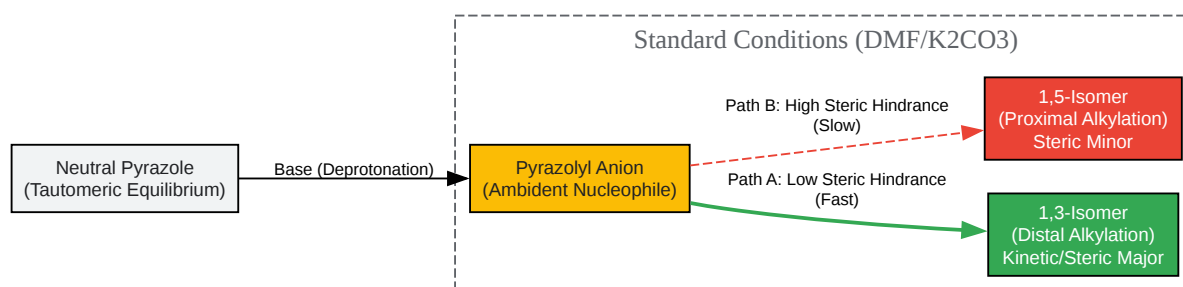 Standard Conditions (DMF/K2CO3)
Neutral Pyrazole
(Tautomeric Equilibrium)
Base (Deprotonation)
Pyrazolyl Anion
(Ambident Nucleophile)
Path B: High Steric Hindrance
(Slow)
1,5-Isomer
(Proximal Alkylation)
Steric Minor
Path A: Low Steric Hindrance
(Fast)
1,3-Isomer
(Distal Alkylation)
Kinetic/Steric Major